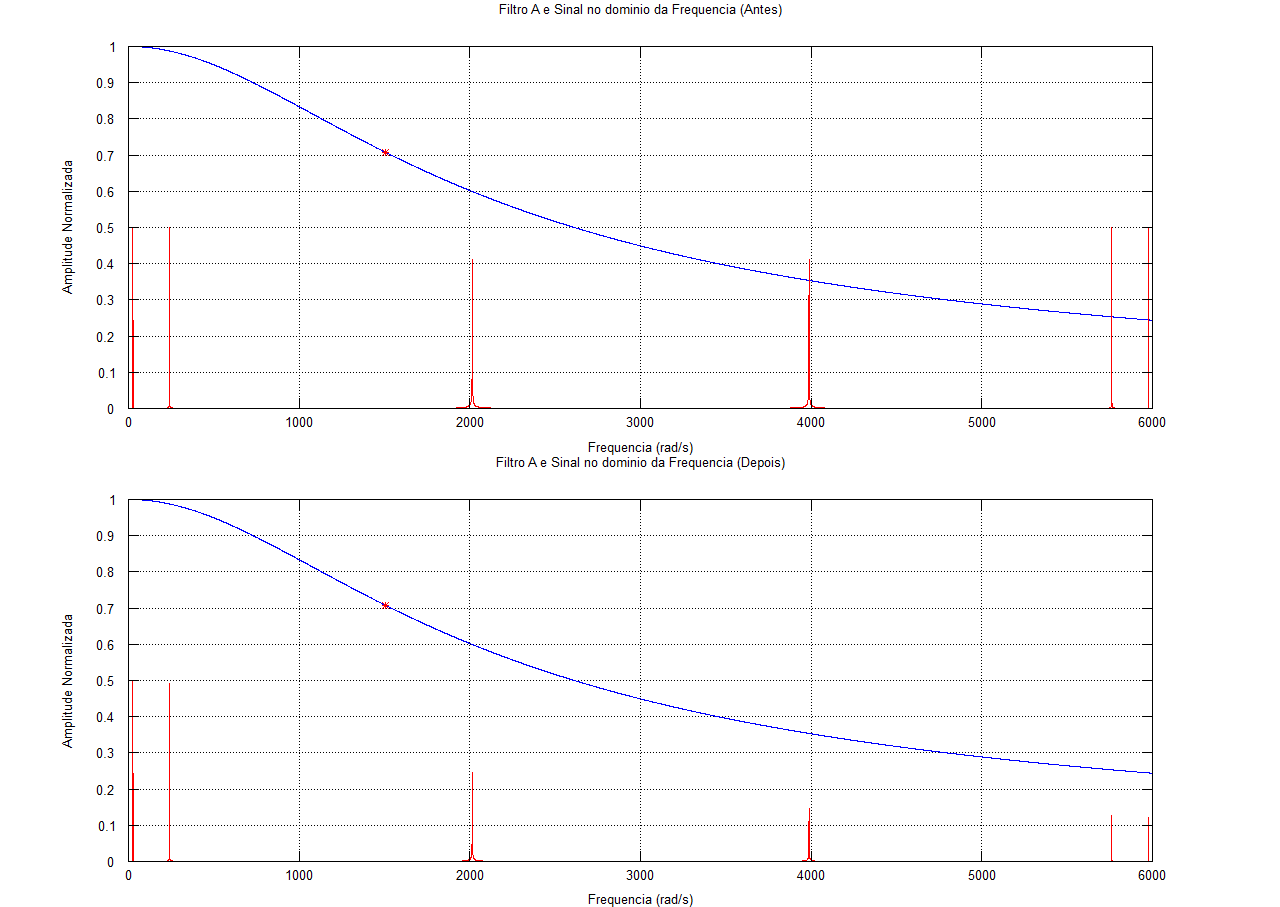 Filtro A e Sinal no dominio da Frequencia (Antes)
1
0.9
0.8
0.7
0.6
0.5
0.4
0.3
0.2
0.1
0
Amplitude Normalizada
0 1000 2000 3000 4000 5000 6000
Frequencia (rad/s)
Filtro A e Sinal no dominio da Frequencia (Depois)
1
0.9
0.8
0.7
0.6
0.5
0.4
0.3
0.2
0.1
0
Amplitude Normalizada
0 1000 2000 3000 4000 5000 6000
Frequencia (rad/s)